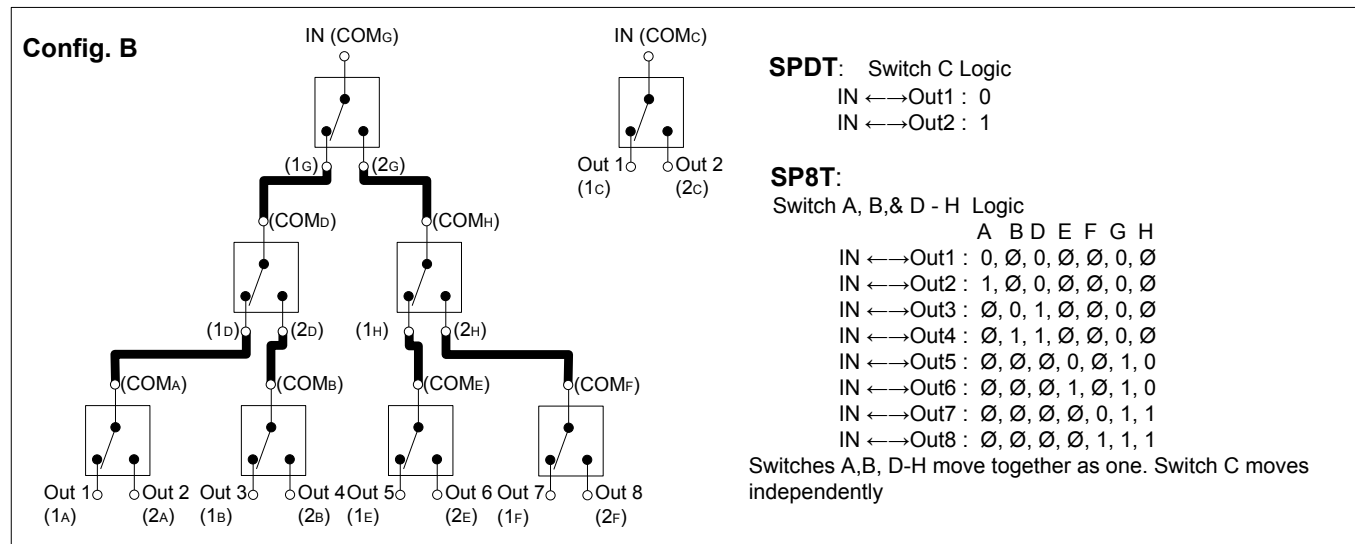 Config. B
IN (COMG)
IN (COMC)
(1G) (2G)
Out 1 Out 2
(1C) (2C)
(COMD) (COMH)
(1D) (2D) (1H) (2H)
(COMA) (COMB) (COME) (COMF)
Out 1 Out 2 Out 3 Out 4 Out 5 Out 6 Out 7 Out 8
(1A) (2A) (1B) (2B) (1E) (2E) (1F) (2F)
SPDT: Switch C Logic
IN ←→Out1 : 0
IN ←→Out2 : 1
SP8T:
Switch A, B,& D - H Logic
A B D E F G H
IN ←→Out1 : 0, Ø, 0, Ø, Ø, 0, Ø
IN ←→Out2 : 1, Ø, 0, Ø, Ø, 0, Ø
IN ←→Out3 : Ø, 0, 1, Ø, Ø, 0, Ø
IN ←→Out4 : Ø, 1, 1, Ø, Ø, 0, Ø
IN ←→Out5 : Ø, Ø, Ø, 0, Ø, 1, 0
IN ←→Out6 : Ø, Ø, Ø, 1, Ø, 1, 0
IN ←→Out7 : Ø, Ø, Ø, Ø, 0, 1, 1
IN ←→Out8 : Ø, Ø, Ø, Ø, 1, 1, 1
Switches A,B, D-H move together as one. Switch C moves
independently